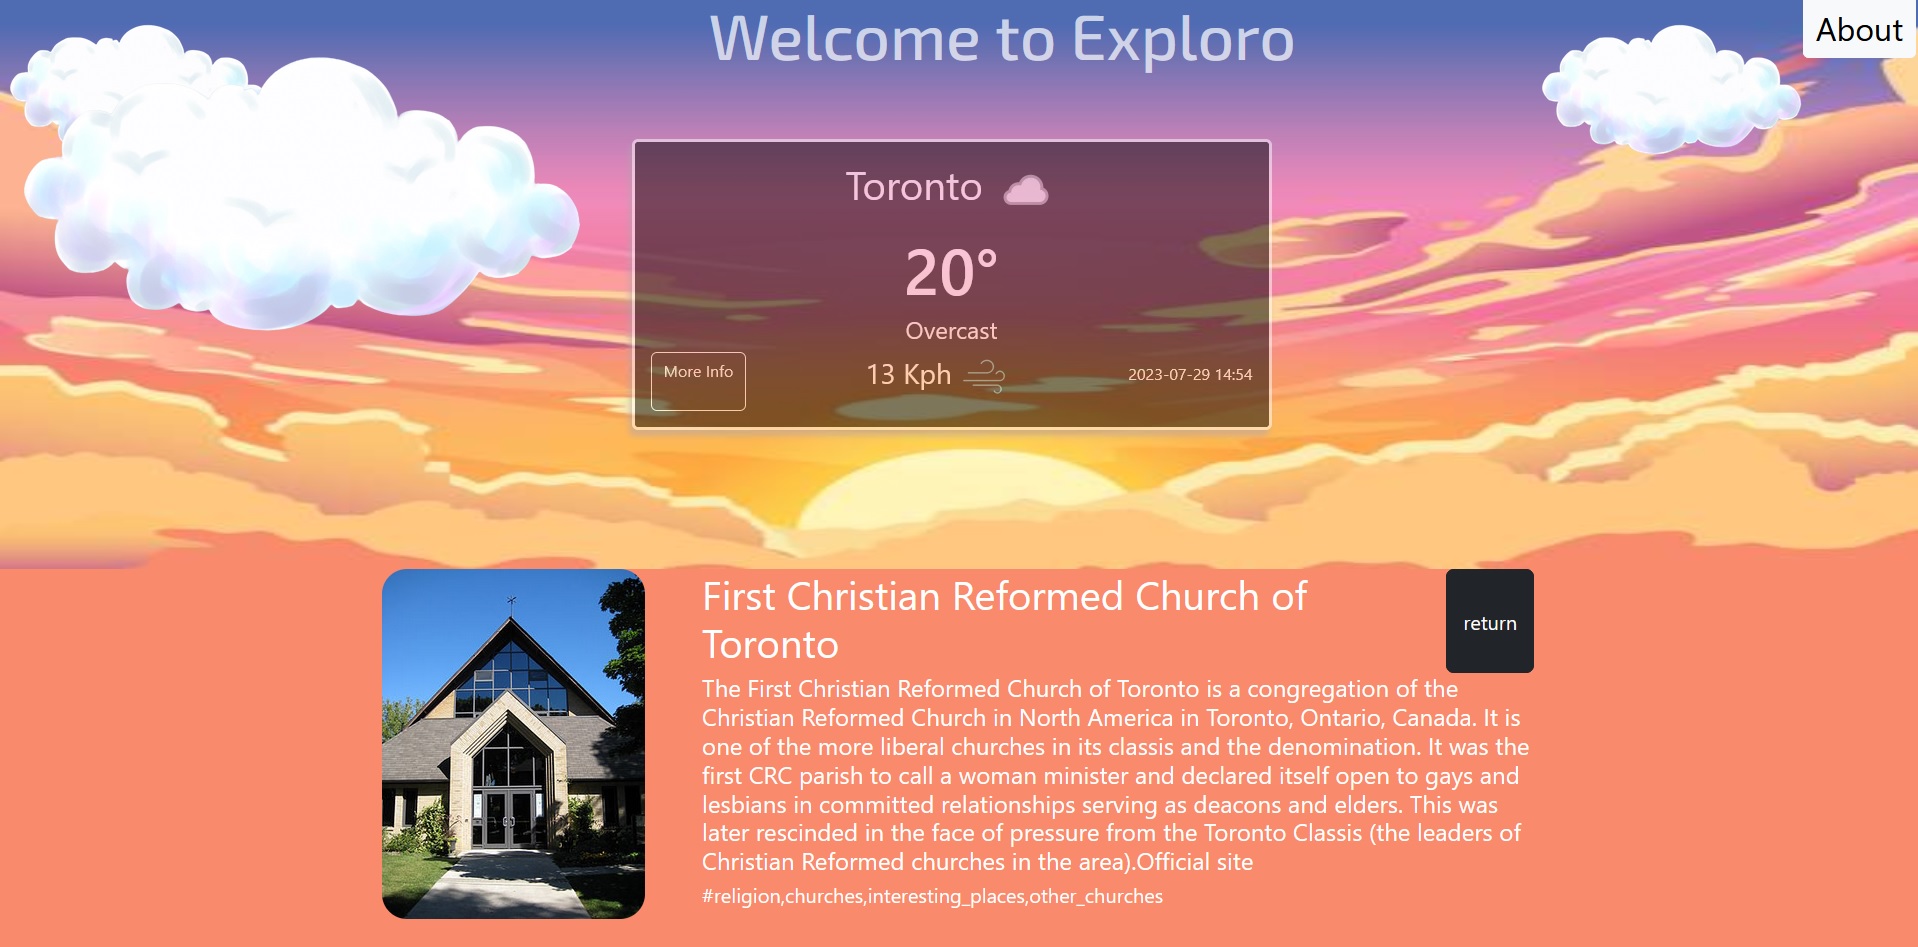 Welcome to Exploro
About
Toronto
20°
Overcast
More Info
13 Kph
2023-07-29 14:54
First Christian Reformed Church of
Toronto
return
The First Christian Reformed Church of Toronto is a congregation of the
Christian Reformed Church in North America in Toronto, Ontario, Canada. It is
one of the more liberal churches in its classis and the denomination. It was the
first CRC parish to call a woman minister and declared itself open to gays and
lesbians in committed relationships serving as deacons and elders. This was
later rescinded in the face of pressure from the Toronto Classis (the leaders of
Christian Reformed churches in the area).Official site
#religion,churches,interesting_places,other_churches